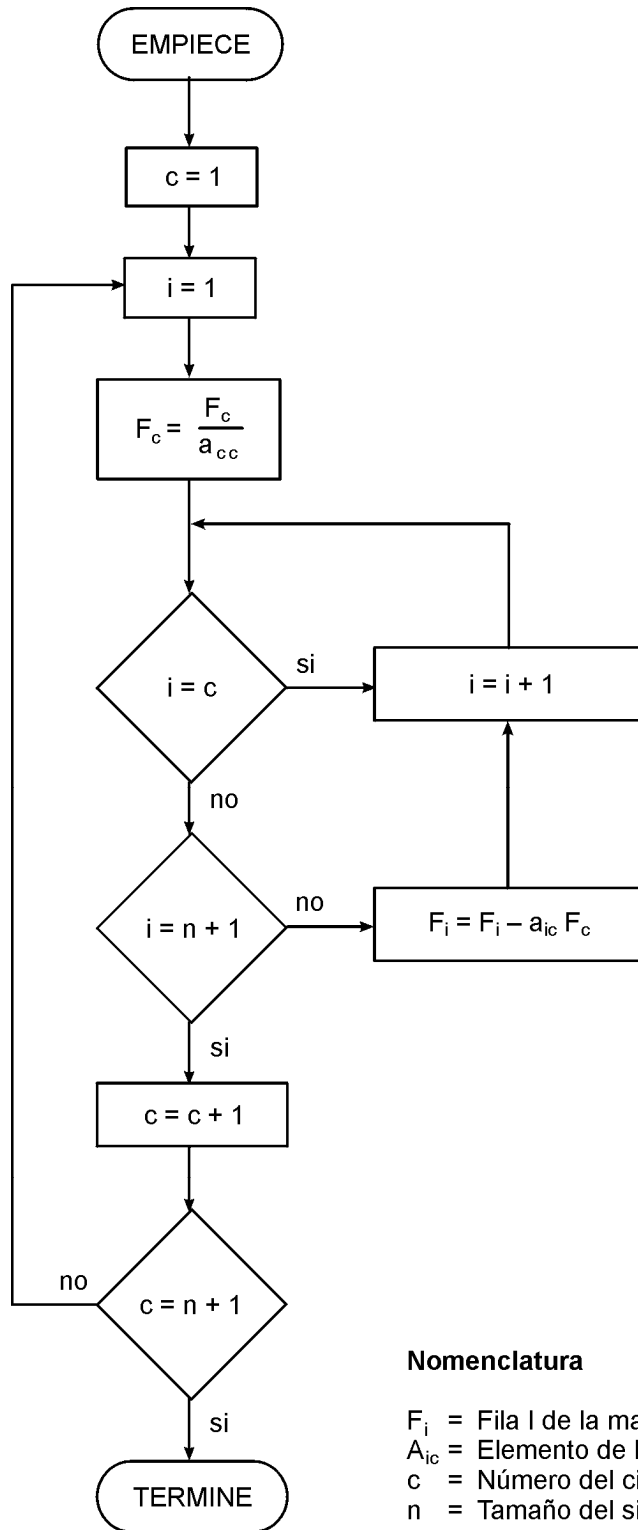 EMPIECE
c = 1
i = 1
F_c = F_c / a_cc
i = c
si
i = i + 1
no
i = n + 1
no
F_i = F_i – a_ic F_c
si
c = c + 1
no
c = n + 1
si
TERMINE
Nomenclatura
F_i = Fila I de la
A_ic = Elemento de
c = Número del
n = Tamaño del